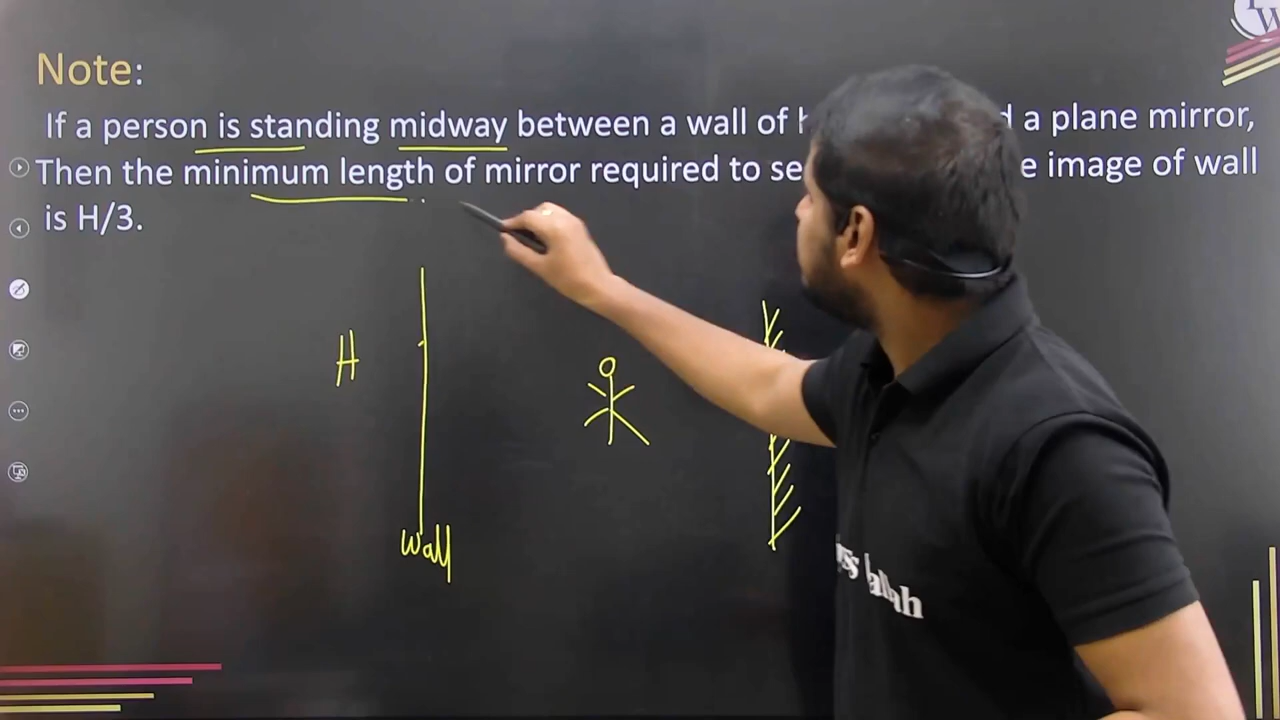 Note:
If a person is standing midway between a wall of a plane mirror,
Then the minimum length of mirror required to image of wall
is H/3.
H
Wall
W